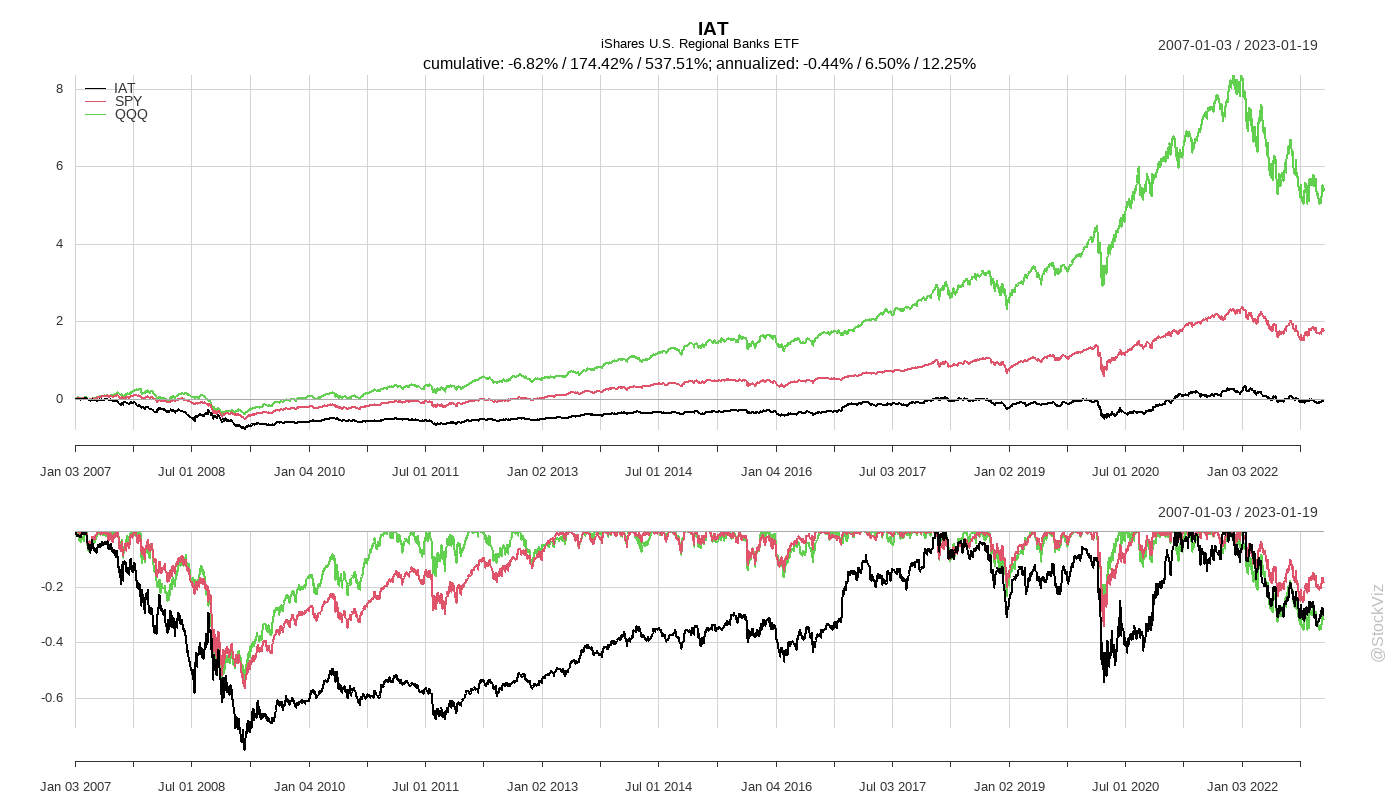 IAT
iShares U.S. Regional Banks ETF
2007-01-03 / 2023-01-19
cumulative: -6.82% / 174.42% / 537.51%; annualized: -0.44% / 6.50% / 12.25%
IAT
SPY
QQQ
8
6
4
2
0
Jan 03 2007 Jul 01 2008 Jan 04 2010 Jul 01 2011 Jan 02 2013 Jul 01 2014 Jan 04 2016 Jul 03 2017 Jan 02 2019 Jul 01 2020 Jan 03 2022
2007-01-03 / 2023-01-19
-0.2
-0.4
-0.6
Jan 03 2007 Jul 01 2008 Jan 04 2010 Jul 01 2011 Jan 02 2013 Jul 01 2014 Jan 04 2016 Jul 03 2017 Jan 02 2019 Jul 01 2020 Jan 03 2022
@StockViz